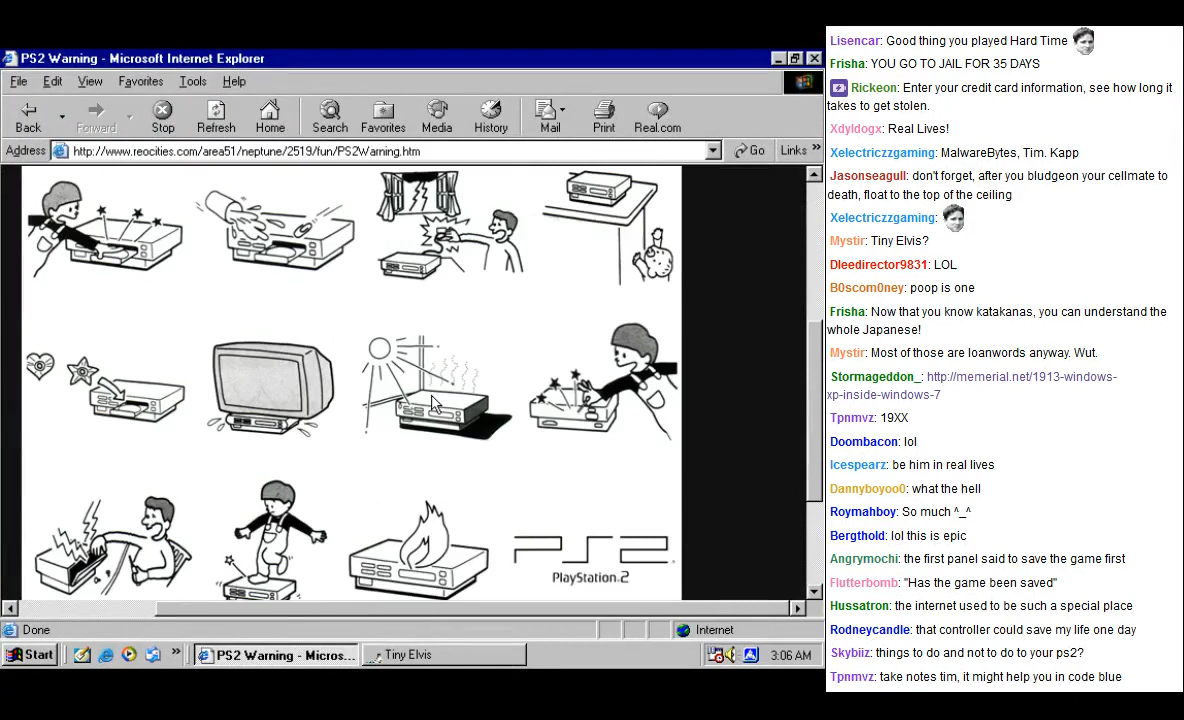 PS2 Warning - Microsoft Internet Explorer
File Edit View Favorites Tools Help
Back Forward Stop Refresh Home Search Favorites Media History Mail Print Real.com
Address http://www.reocities.com/area51/neptune/2519/fun/PS2Warning.htm Go Links »
PS2
PlayStation 2
Done Internet
Start » PS2 Warning - Micros... Tiny Elvis 3:06 AM
Lisencar: Good thing you played Hard Time
Frisha: YOU GO TO JAIL FOR 35 DAYS
Rickeon: Enter your credit card information, see how long it
takes to get stolen.
Xdyldogx: Real Lives!
Xelectriczzgaming: MalwareBytes, Tim. Kapp
Jasonseagull: don't forget, after you bludgeon your cellmate to
death, float to the top of the ceiling
Xelectriczzgaming:
Mystir: Tiny Elvis?
Dleedirector9831: LOL
B0scom0ney: poop is one
Frisha: Now that you know katakanas, you can understand the
whole Japanese!
Mystir: Most of those are loanwords anyway. Wut.
Stormageddon_: http://memerial.net/1913-windows-
xp-inside-windows-7
Tpnmvz: 19XX
Doombacon: lol
Icespearz: be him in real lives
Dannyboyoo0: what the hell
Roymahboy: So much ^_^
Bergthold: lol this is epic
Angrymochi: the first panel said to save the game first
Flutterbomb: "Has the game been saved"
Hussatron: the internet used to be such a special place
Rodneycandle: that controller could save my life one day
Skybiiz: things to do and not to do to your ps2?
Tpnmvz: take notes tim, it might help you in code blue